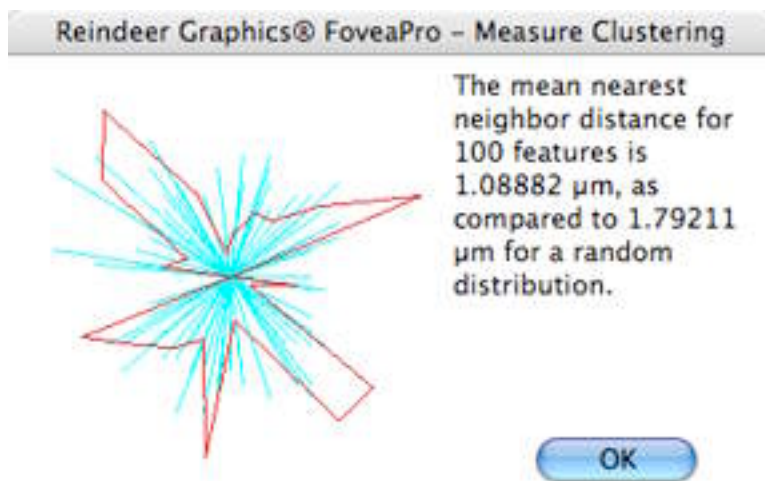 Reindeer Graphics® FoveaPro – Measure Clustering
The mean nearest
neighbor distance for
100 features is
1.08882 μm, as
compared to 1.79211
μm for a random
distribution.
OK